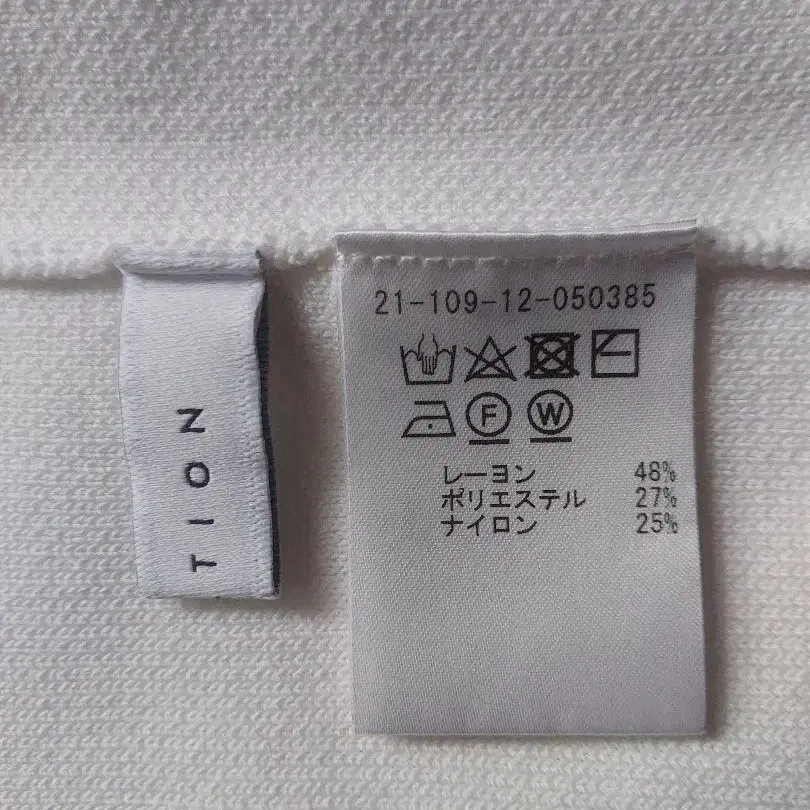 TION
21-109-12-050385
F W
レーヨン 48%
ポリエステル 27%
ナイロン 25%